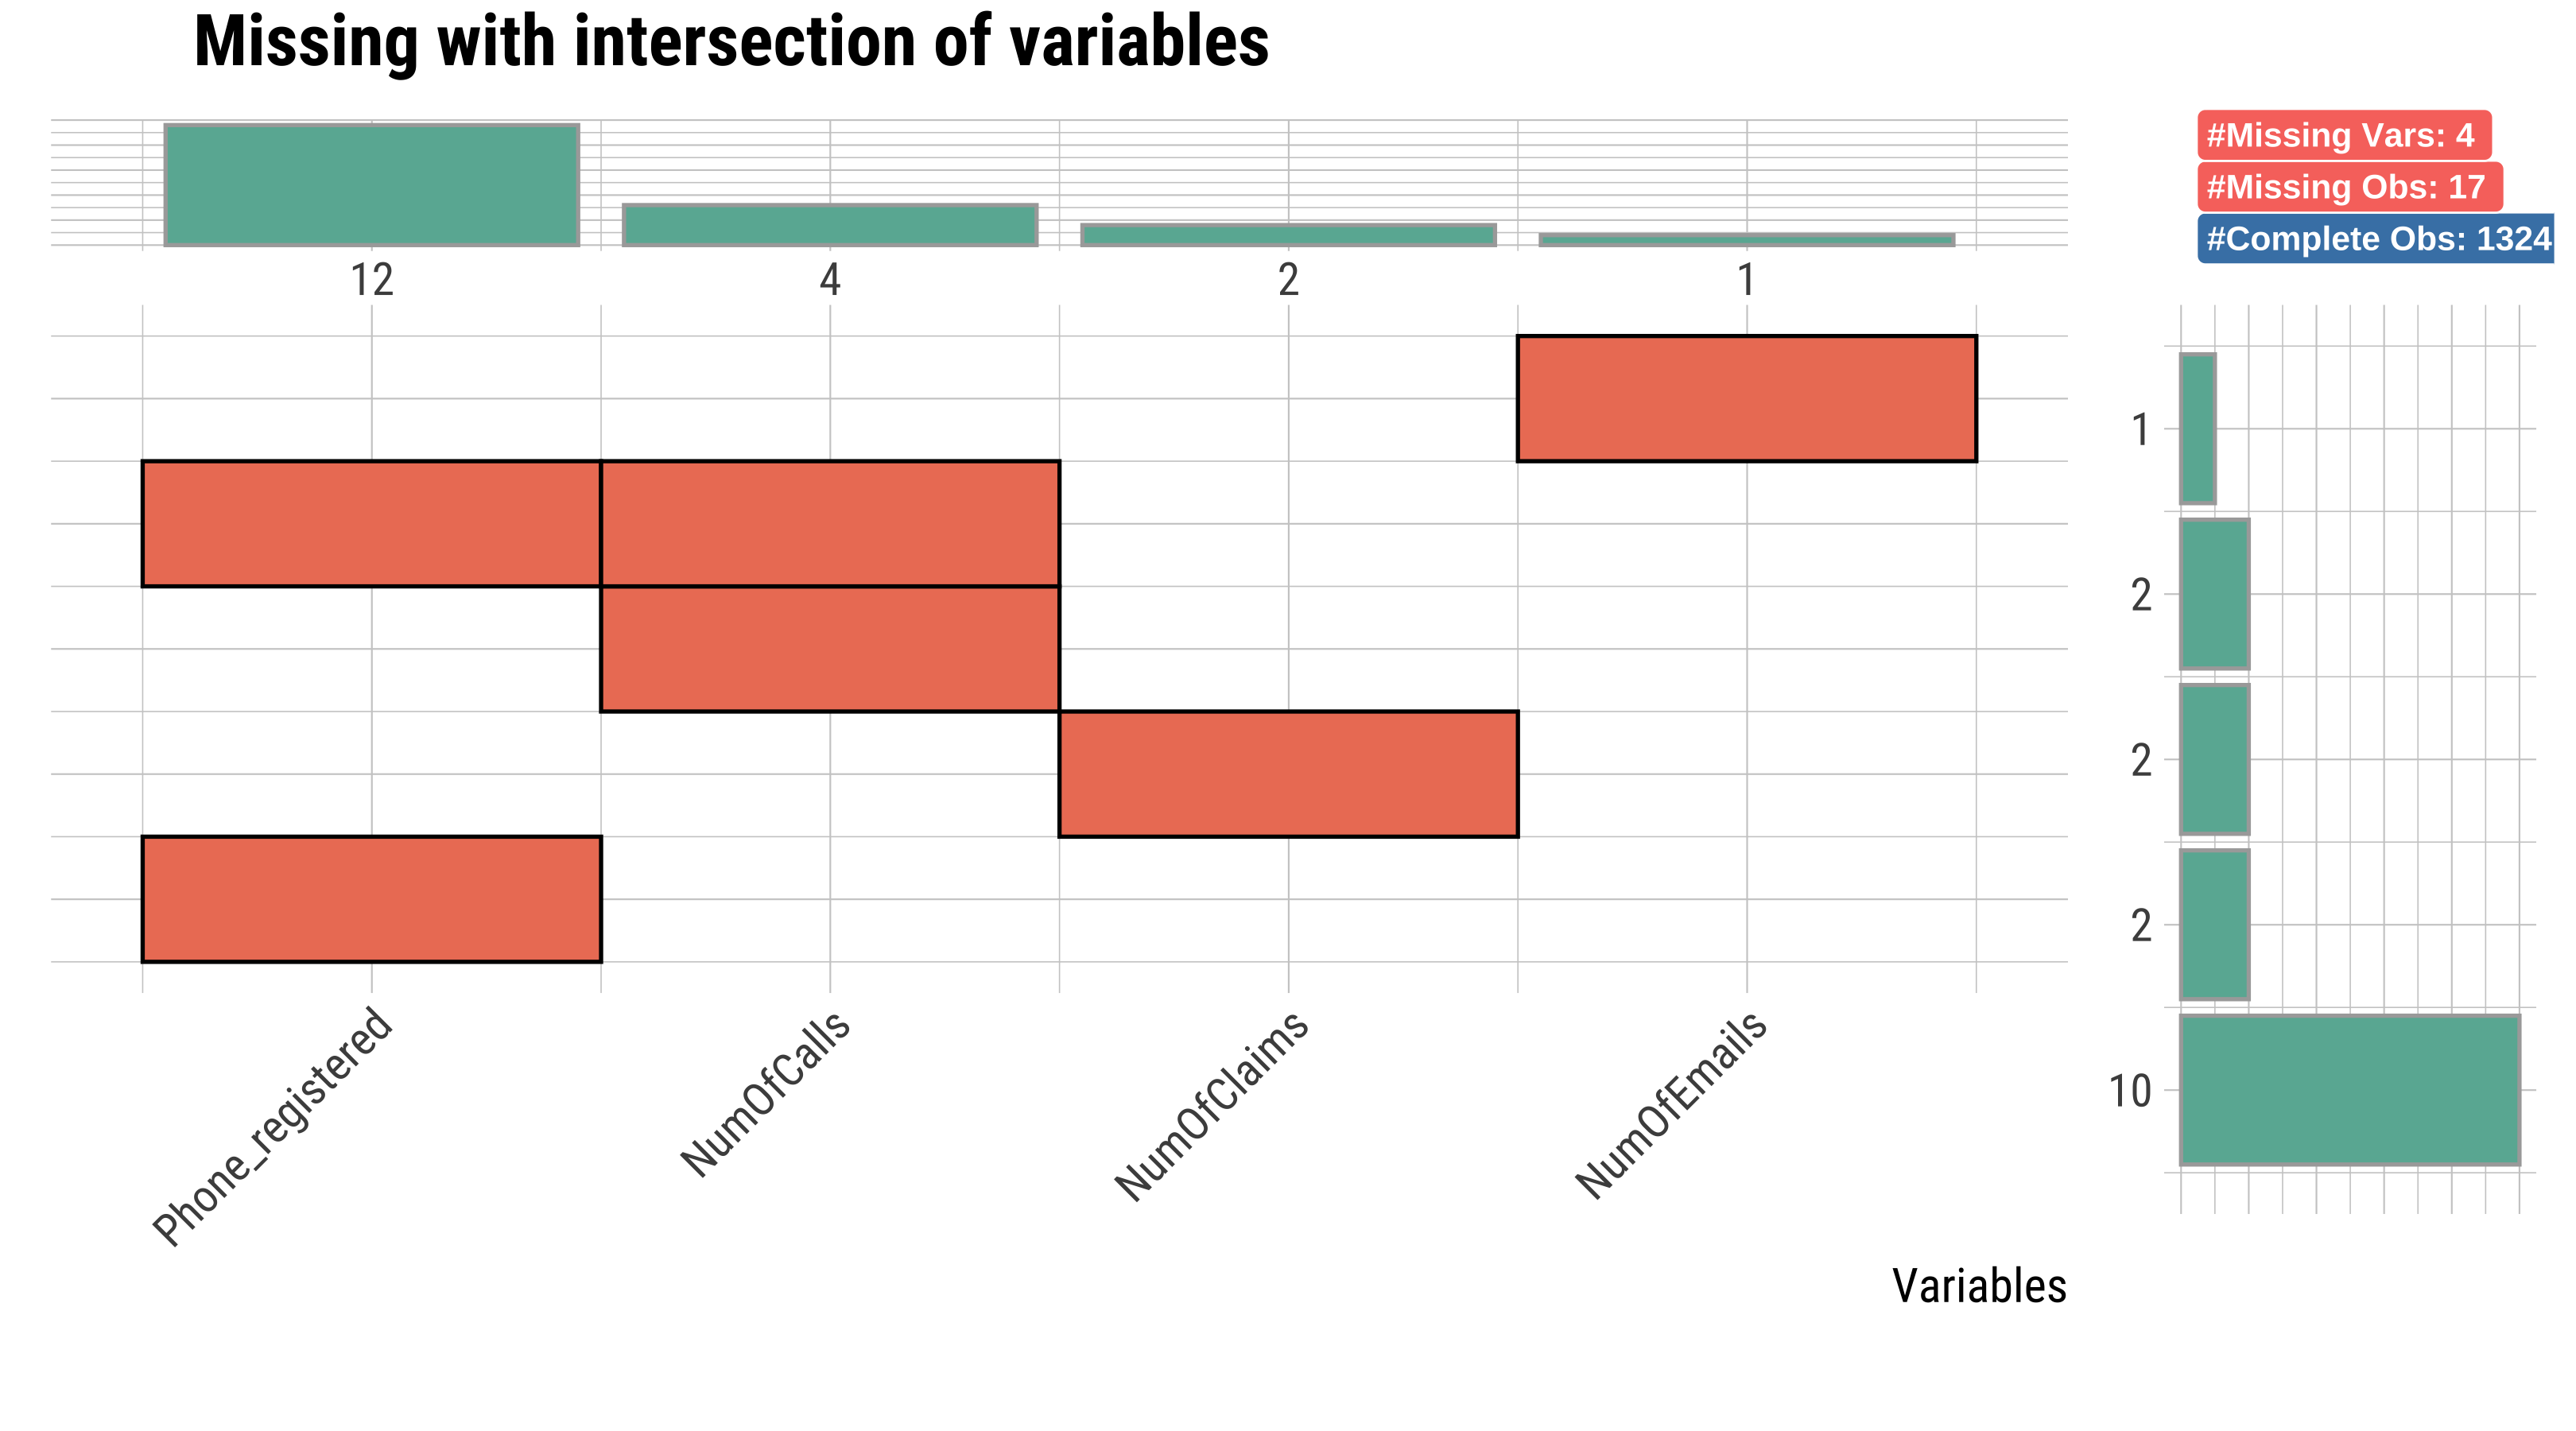 Missing with intersection of variables
#Missing Vars: 4
#Missing Obs: 17
#Complete Obs: 1324
12 4 2 1
1
2
2
2
10
Phone_registered
NumOfCalls
NumOfClaims
NumOfEmails
Variables